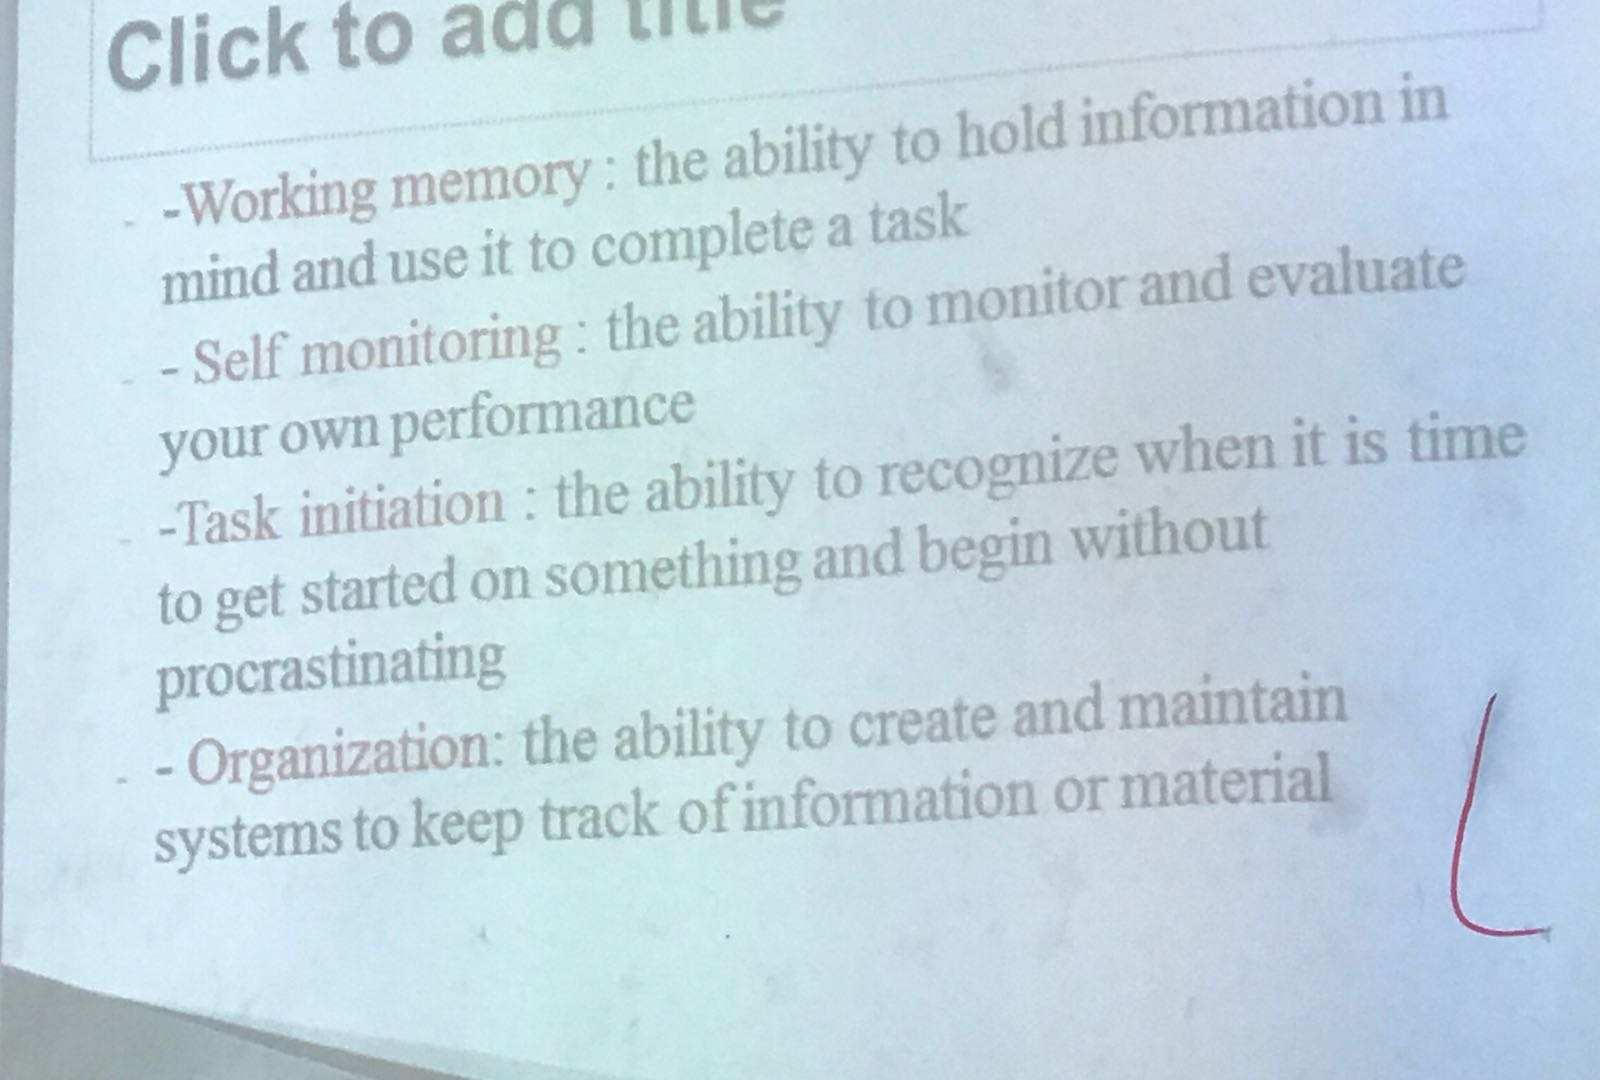 Click to add title
-Working memory : the ability to hold information in
mind and use it to complete a task
- Self monitoring : the ability to monitor and evaluate
your own performance
-Task initiation : the ability to recognize when it is time
to get started on something and begin without
procrastinating
- Organization: the ability to create and maintain
systems to keep track of information or material